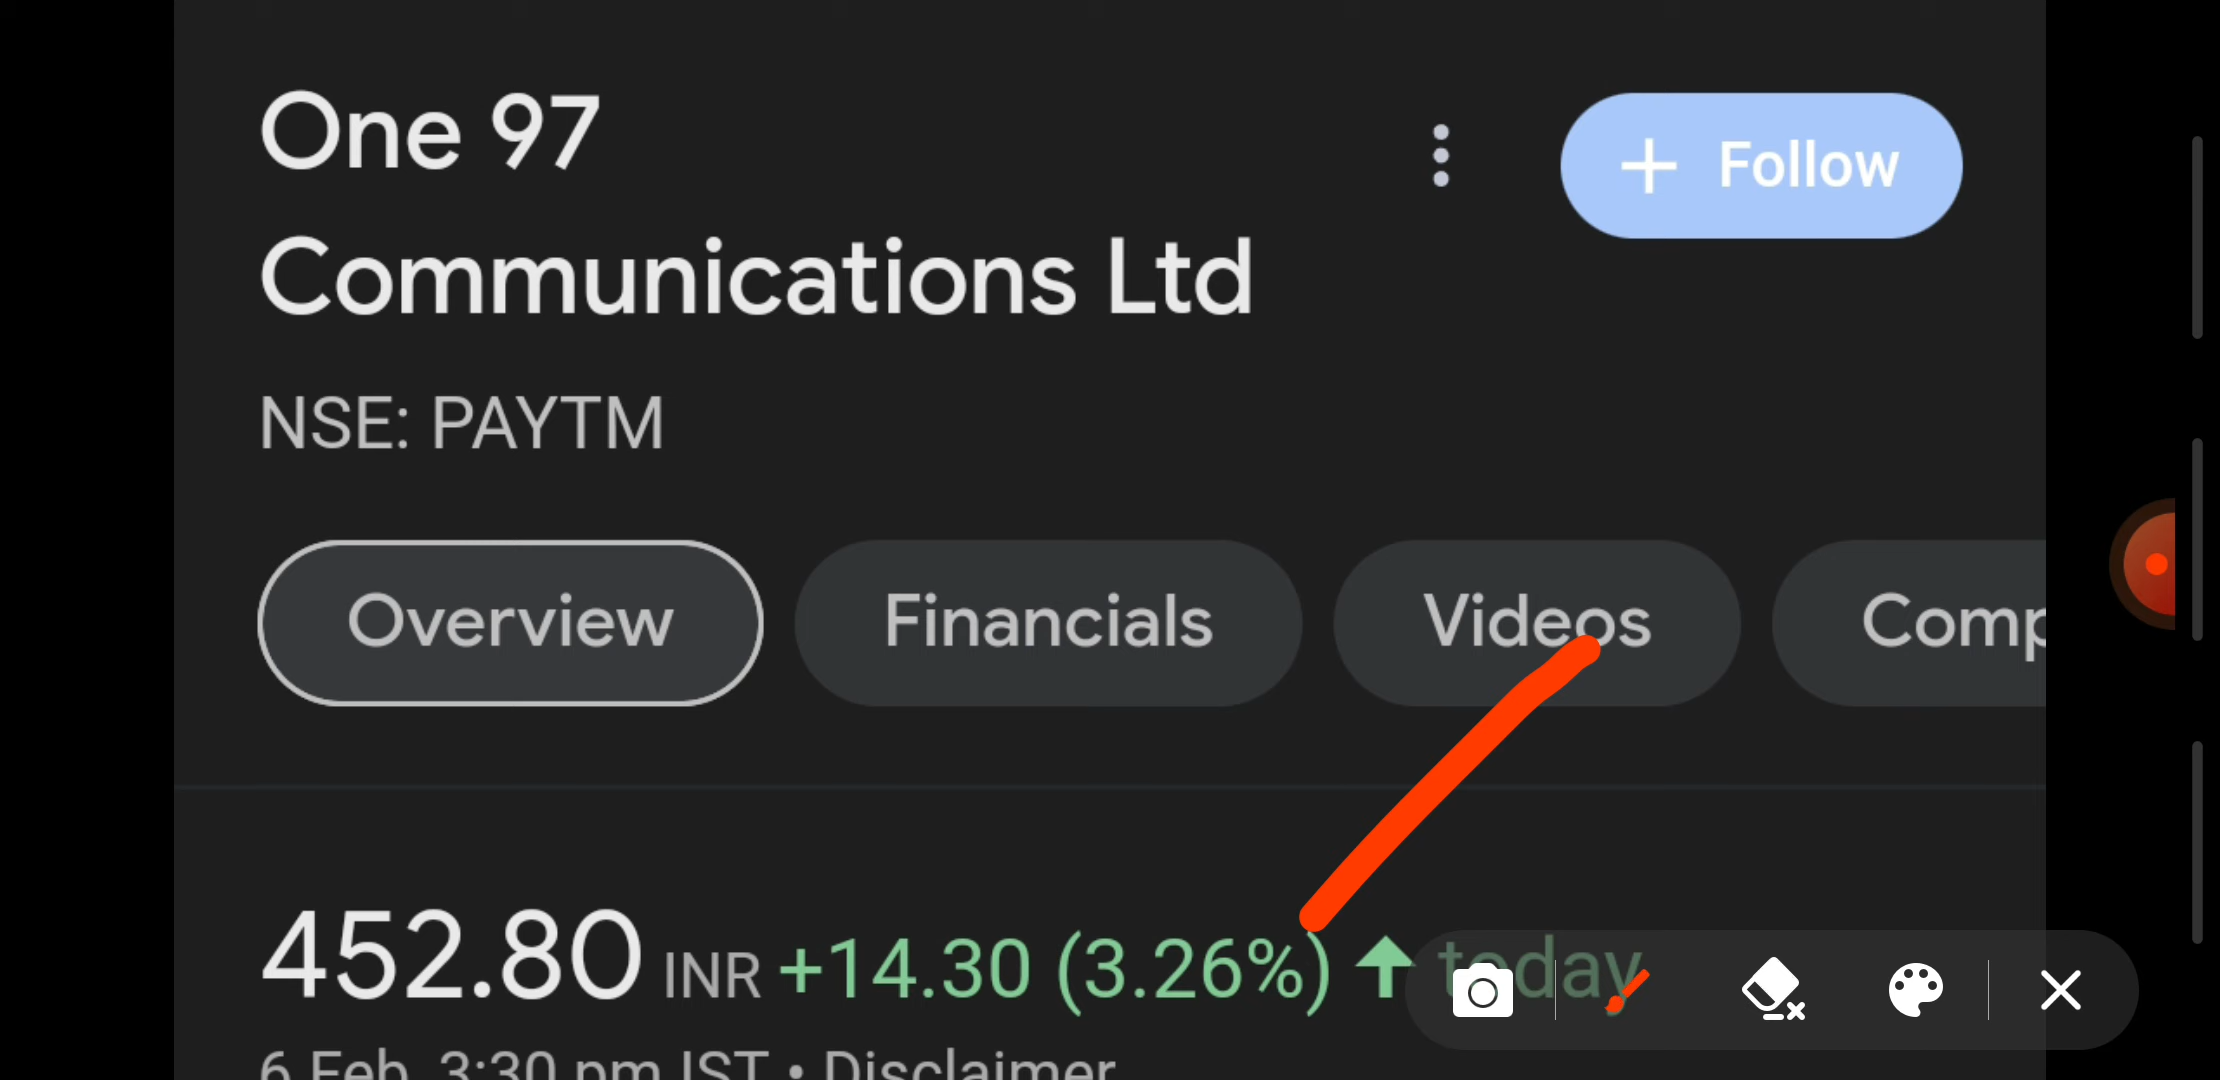 One 97
Communications Ltd
Follow
NSE: PAYTM
Overview
Financials
Videos
Comp
452.80 INR +14.30 (3.26%) today
6 Feb, 3:30 pm IST • Disclaimer